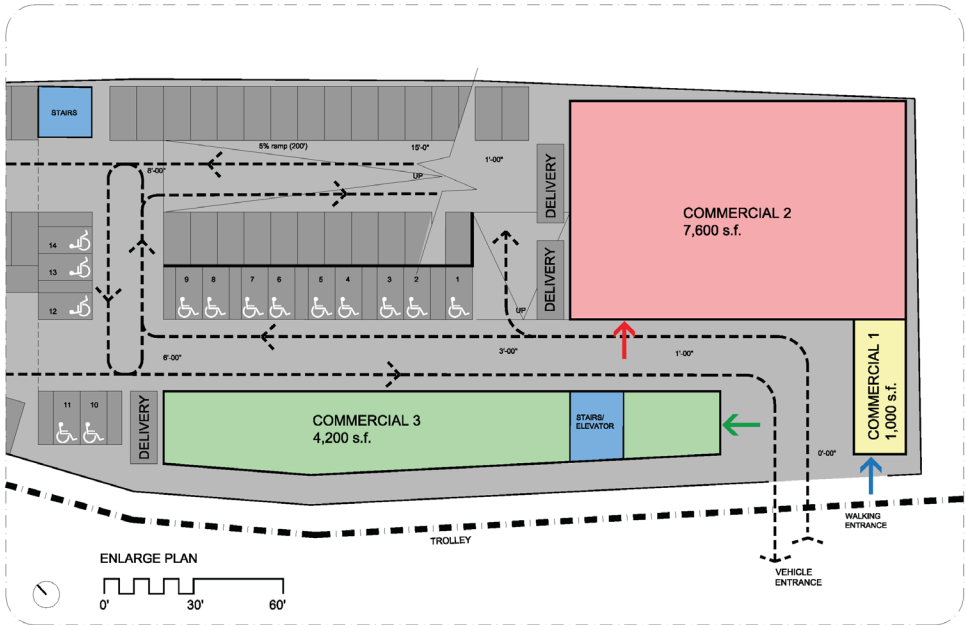 STAIRS
5% ramp (200')
15'-0"
1'-00"
6'-00"
UP
DELIVERY
COMMERCIAL 2
7,600 s.f.
14
13
12
9
8
7
6
5
4
3
2
1
DELIVERY
UP
6'-00"
3'-00"
1'-00"
COMMERCIAL 1
1,000 s.f.
11
10
DELIVERY
COMMERCIAL 3
4,200 s.f.
STAIRS/
ELEVATOR
0'-00"
WALKING
ENTRANCE
TROLLEY
VEHICLE
ENTRANCE
ENLARGE PLAN
0'
30'
60'